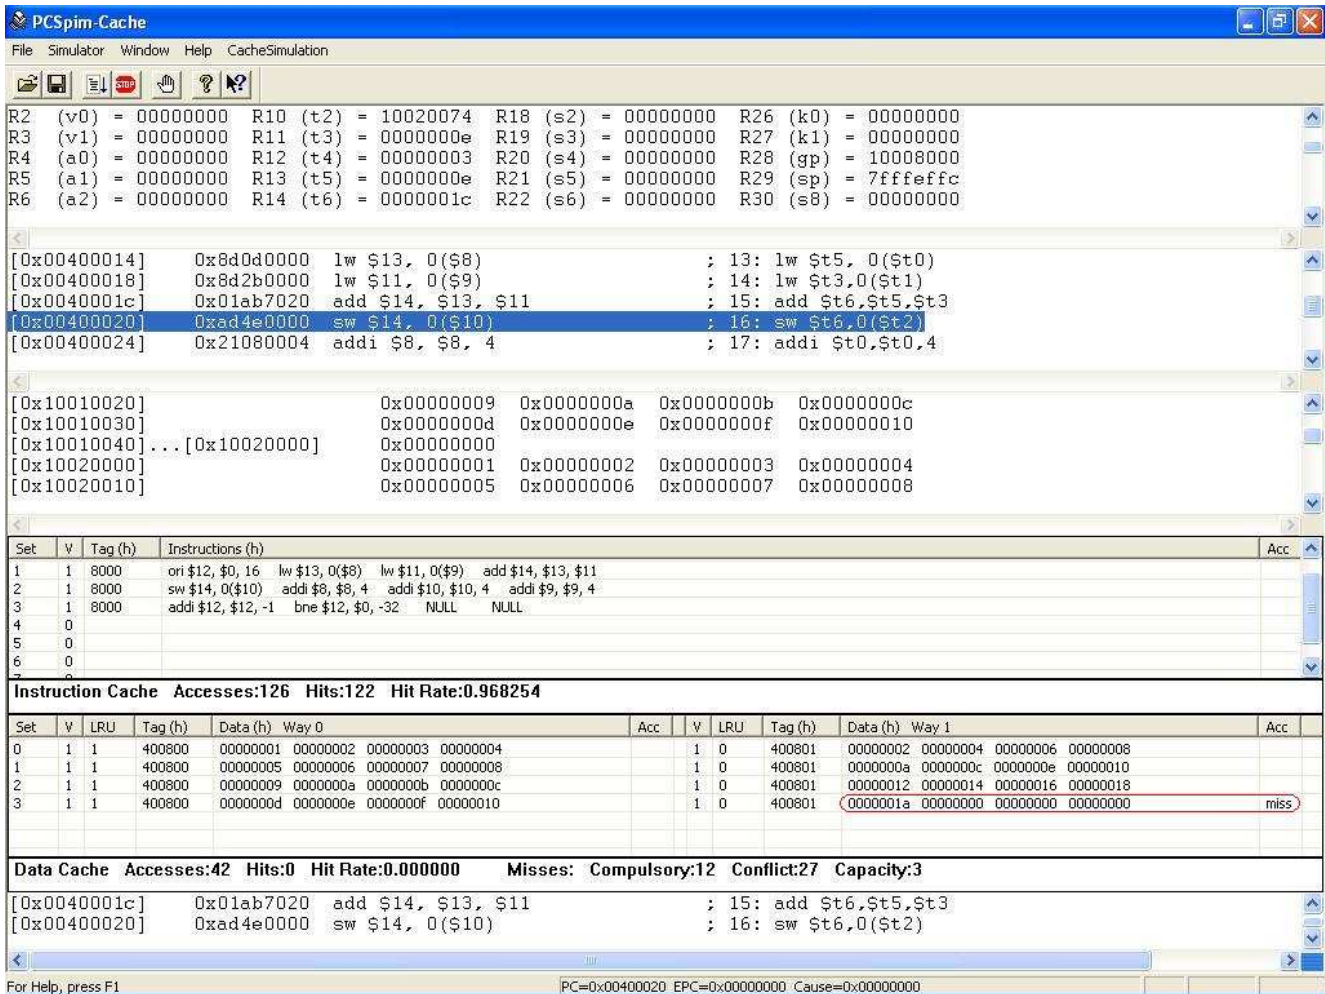 PCSpim-Cache
File Simulator Window Help CacheSimulation
STOP
R2 (v0) = 00000000 R10 (t2) = 10020074 R18 (s2) = 00000000 R26 (k0) = 00000000
R3 (v1) = 00000000 R11 (t3) = 0000000e R19 (s3) = 00000000 R27 (k1) = 00000000
R4 (a0) = 00000000 R12 (t4) = 00000003 R20 (s4) = 00000000 R28 (gp) = 10008000
R5 (a1) = 00000000 R13 (t5) = 0000000e R21 (s5) = 00000000 R29 (sp) = 7fffeffc
R6 (a2) = 00000000 R14 (t6) = 0000001c R22 (s6) = 00000000 R30 (s8) = 00000000
[0x00400014] 0x8d0d0000 lw $13, 0($8) ; 13: lw $t5, 0($t0)
[0x00400018] 0x8d2b0000 lw $11, 0($9) ; 14: lw $t3,0($t1)
[0x0040001c] 0x01ab7020 add $14, $13, $11 ; 15: add $t6,$t5,$t3
[0x00400020] 0xad4e0000 sw $14, 0($10) ; 16: sw $t6,0($t2)
[0x00400024] 0x21080004 addi $8, $8, 4 ; 17: addi $t0,$t0,4
[0x10010020] 0x00000009 0x0000000a 0x0000000b 0x0000000c
[0x10010030] 0x0000000d 0x0000000e 0x0000000f 0x00000010
[0x10010040]...[0x10020000] 0x00000000
[0x10020000] 0x00000001 0x00000002 0x00000003 0x00000004
[0x10020010] 0x00000005 0x00000006 0x00000007 0x00000008
Set V Tag (h) Instructions (h) Acc
1 1 8000 ori $12, $0, 16 lw $13, 0($8) lw $11, 0($9) add $14, $13, $11
2 1 8000 sw $14, 0($10) addi $8, $8, 4 addi $10, $10, 4 addi $9, $9, 4
3 1 8000 addi $12, $12, -1 bne $12, $0, -32 NULL NULL
4 0
5 0
6 0
Instruction Cache Accesses:126 Hits:122 Hit Rate:0.968254
Set V LRU Tag (h) Data (h) Way 0 Acc V LRU Tag (h) Data (h) Way 1 Acc
0 1 1 400800 00000001 00000002 00000003 00000004 1 0 400801 00000002 00000004 00000006 00000008
1 1 1 400800 00000005 00000006 00000007 00000008 1 0 400801 0000000a 0000000c 0000000e 00000010
2 1 1 400800 00000009 0000000a 0000000b 0000000c 1 0 400801 00000012 00000014 00000016 00000018
3 1 1 400800 0000000d 0000000e 0000000f 00000010 1 0 400801 0000001a 00000000 00000000 00000000 miss
Data Cache Accesses:42 Hits:0 Hit Rate:0.000000 Misses: Compulsory:12 Conflict:27 Capacity:3
[0x0040001c] 0x01ab7020 add $14, $13, $11 ; 15: add $t6,$t5,$t3
[0x00400020] 0xad4e0000 sw $14, 0($10) ; 16: sw $t6,0($t2)
For Help, press F1 PC=0x00400020 EPC=0x00000000 Cause=0x00000000